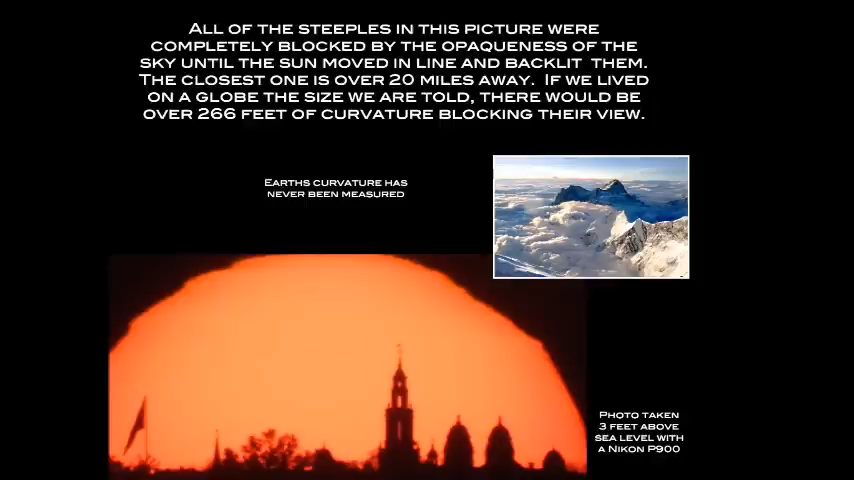 All of the steeples in this picture were
completely blocked by the opaqueness of the
sky until the sun moved in line and backlit them.
The closest one is over 20 miles away. If we lived
on a globe the size we are told, there would be
over 266 feet of curvature blocking their view.
Earths curvature has
never been measured
Photo taken
3 feet above
sea level with
a Nikon P900